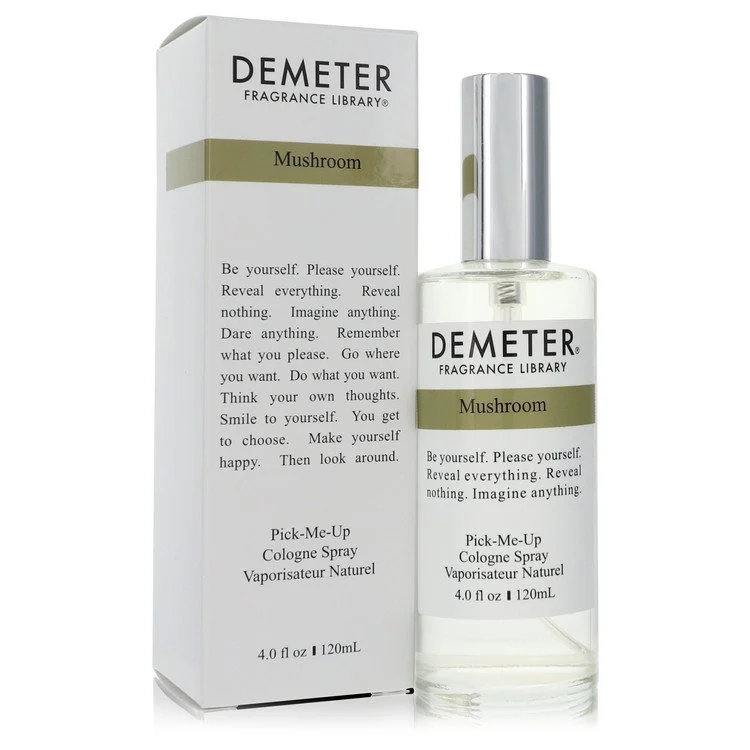 DEMETER
FRAGRANCE LIBRARY®
Mushroom
Be yourself. Please yourself.
Reveal everything. Reveal
nothing. Imagine anything.
Dare anything. Remember
what you please. Go where
you want. Do what you want.
Think your own thoughts.
Smile to yourself. You get
to choose. Make yourself
happy. Then look around.
Pick-Me-Up
Cologne Spray
Vaporisateur Naturel
4.0 fl oz | 120mL
DEMETER®
FRAGRANCE LIBRARY
Mushroom
Be yourself. Please yourself.
Reveal everything. Reveal
nothing. Imagine anything.
Pick-Me-Up
Cologne Spray
Vaporisateur Naturel
4.0 fl oz | 120mL